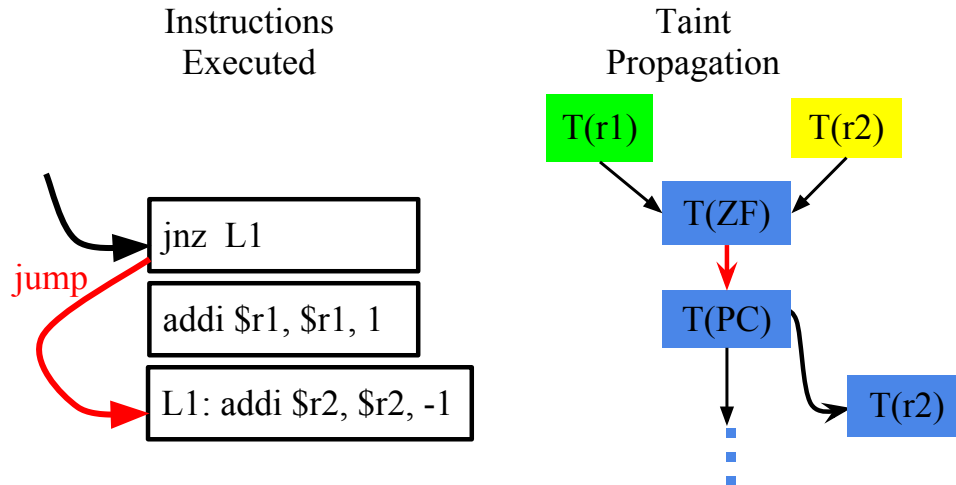 Instructions
Executed
Taint
Propagation
T(r1)
T(r2)
T(ZF)
jnz L1
jump
addi $r1, $r1, 1
T(PC)
L1: addi $r2, $r2, -1
T(r2)